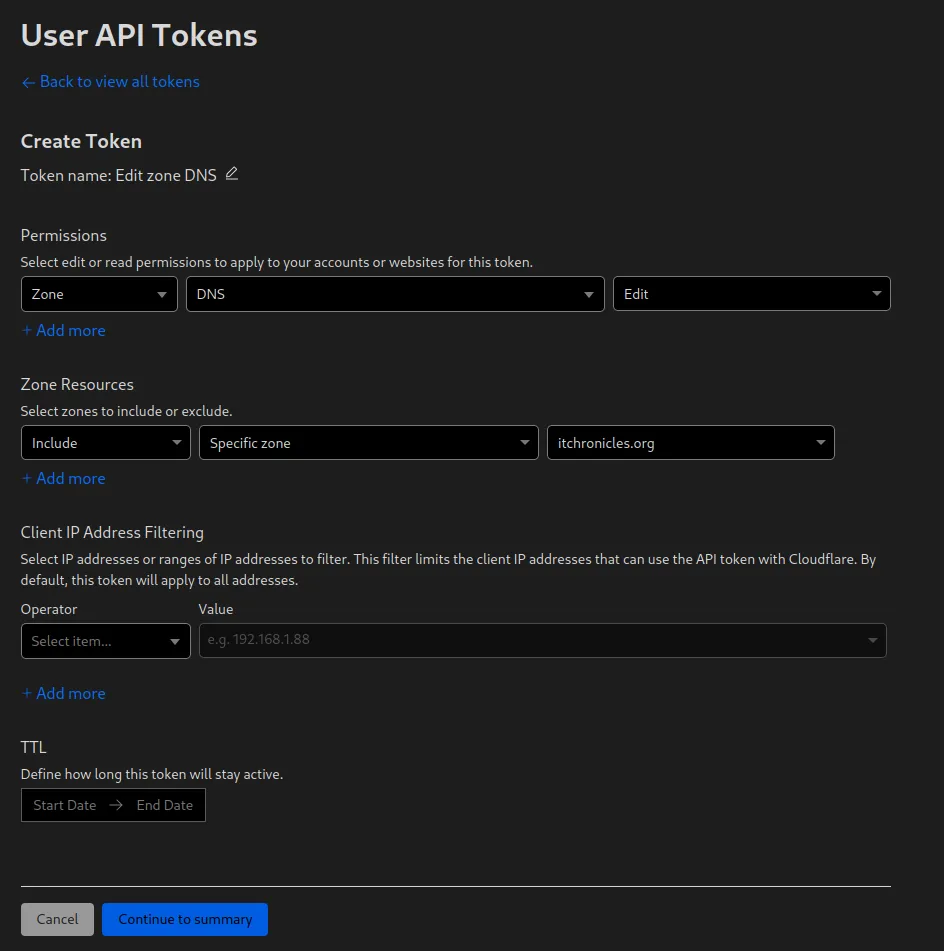 User API Tokens
← Back to view all tokens
Create Token
Token name: Edit zone DNS
Permissions
Select edit or read permissions to apply to your accounts or websites for this token.
Zone DNS Edit
+ Add more
Zone Resources
Select zones to include or exclude.
Include Specific zone itchronicles.org
+ Add more
Client IP Address Filtering
Select IP addresses or ranges of IP addresses to filter. This filter limits the client IP addresses that can use the API token with Cloudflare. By
default, this token will apply to all addresses.
Operator Value
Select item... e.g. 192.168.1.88
+ Add more
TTL
Define how long this token will stay active.
Start Date → End Date
Cancel Continue to summary